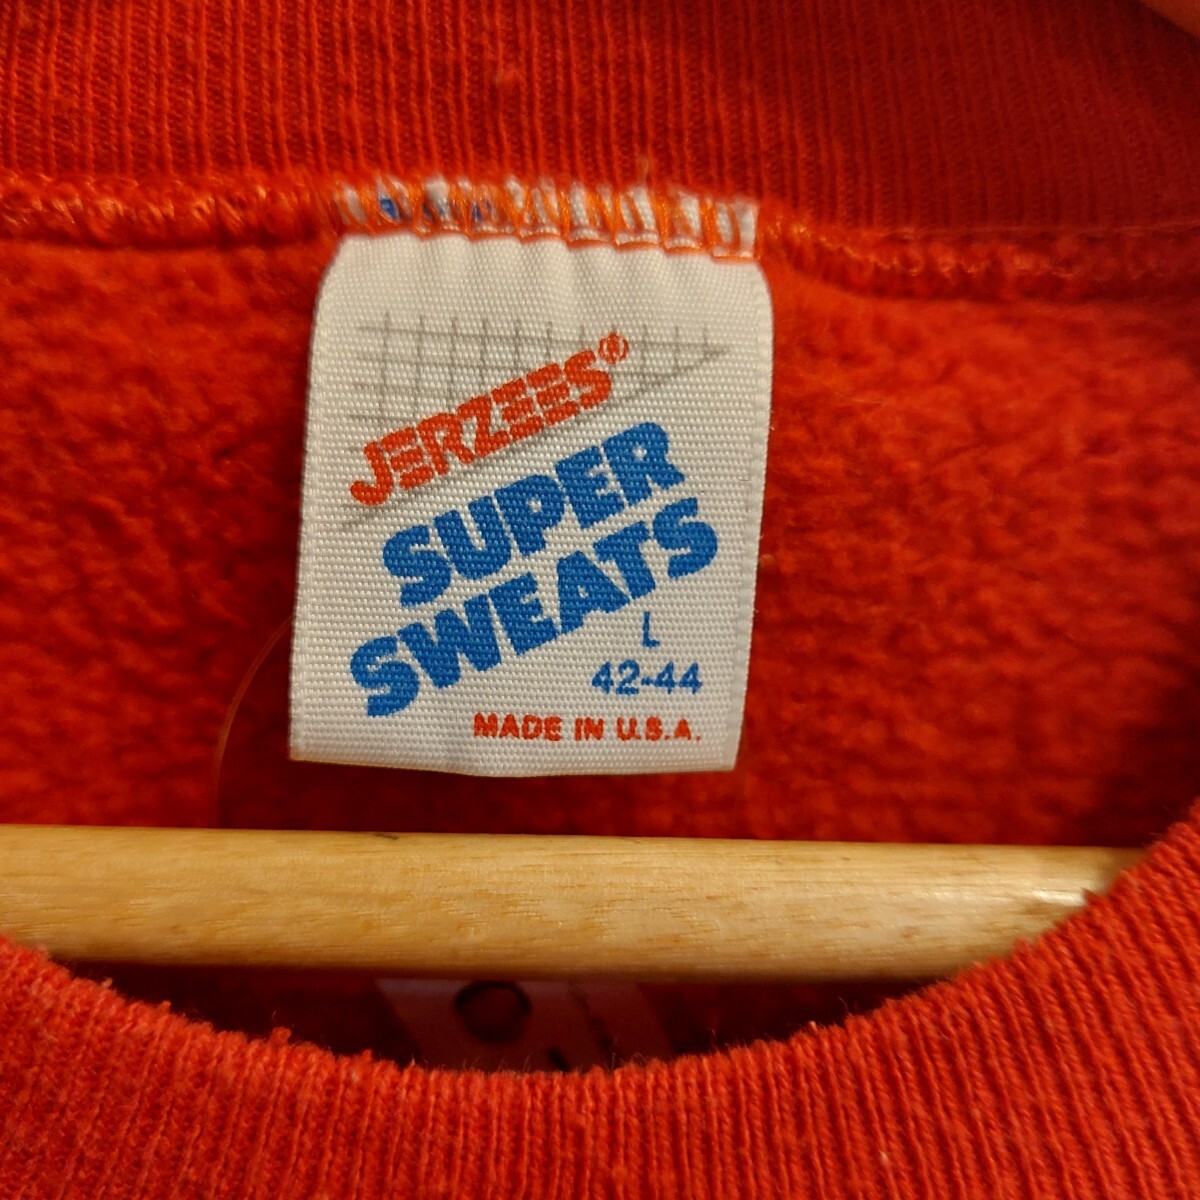 JERZEES®
SUPER
SWEATS
L
42-44
MADE IN U.S.A.